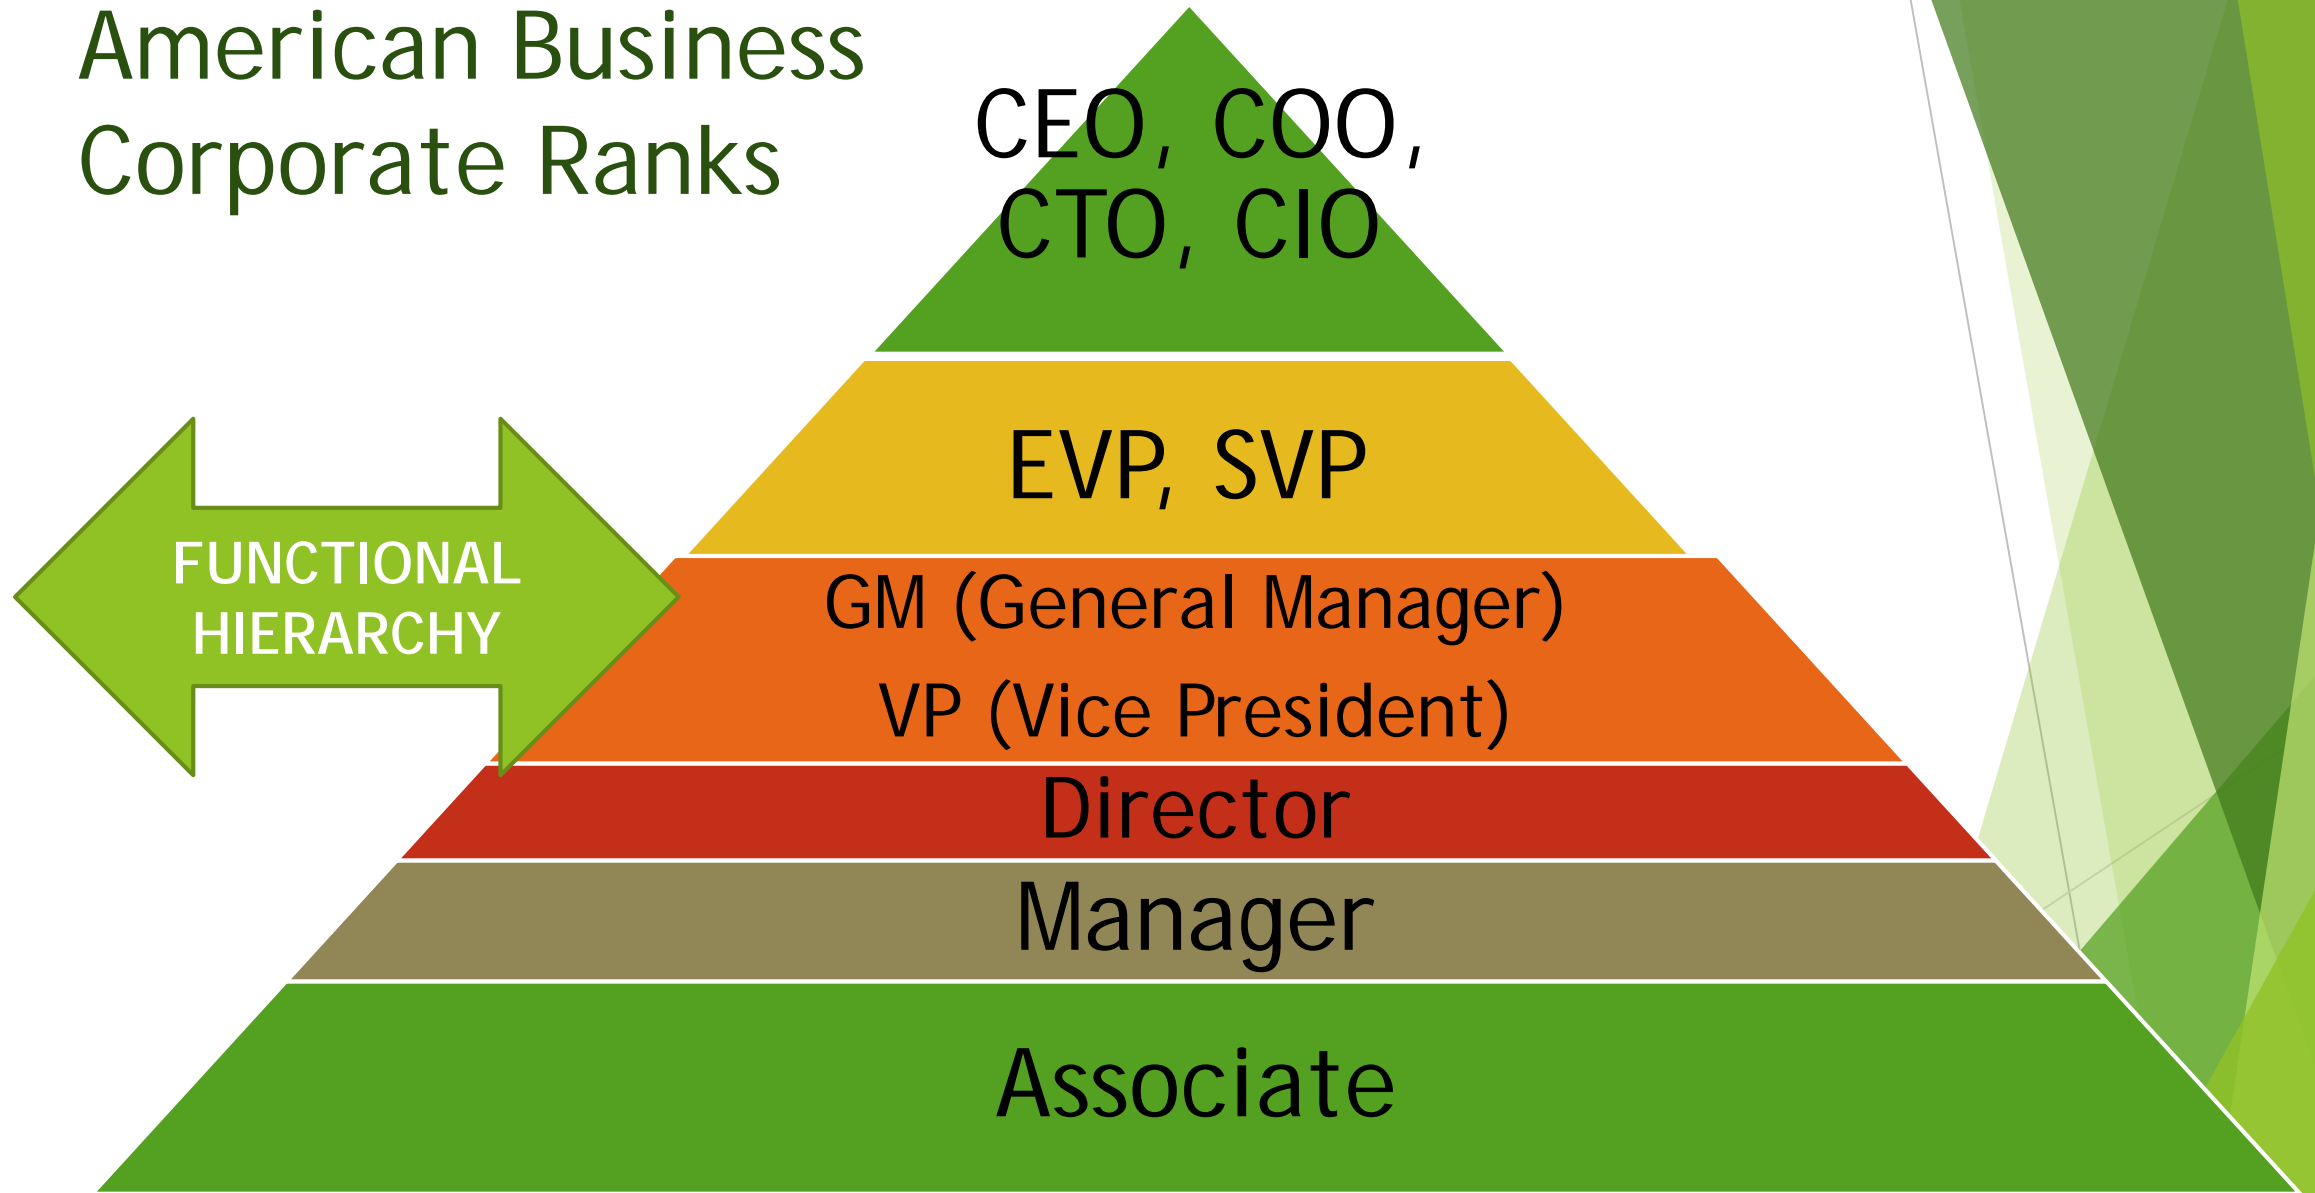 American Business
Corporate Ranks
CEO, COO,
CTO, CIO
EVP, SVP
FUNCTIONAL
HIERARCHY
GM (General Manager)
VP (Vice President)
Director
Manager
Associate